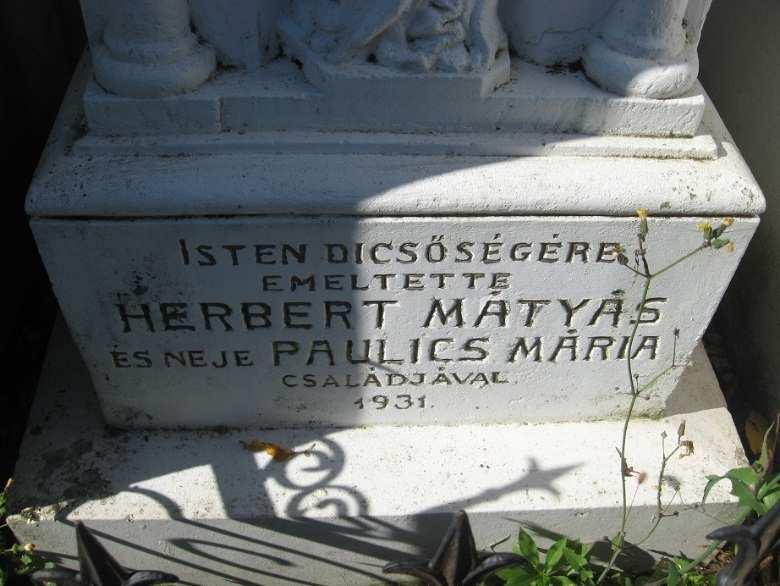 ISTEN DICSŐSÉGÉRE
EMELTETTE
HERBERT MÁTYÁS
ÉS NEJE PAULICS MÁRIA
CSALÁDJÁVAL.
1931.